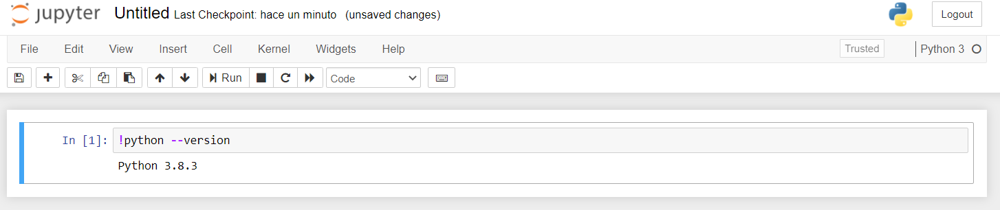 jupyter Untitled Last Checkpoint: hace un minuto (unsaved changes) Logout
File Edit View Insert Cell Kernel Widgets Help Trusted Python 3
Run Code
In [1]: !python --version
Python 3.8.3